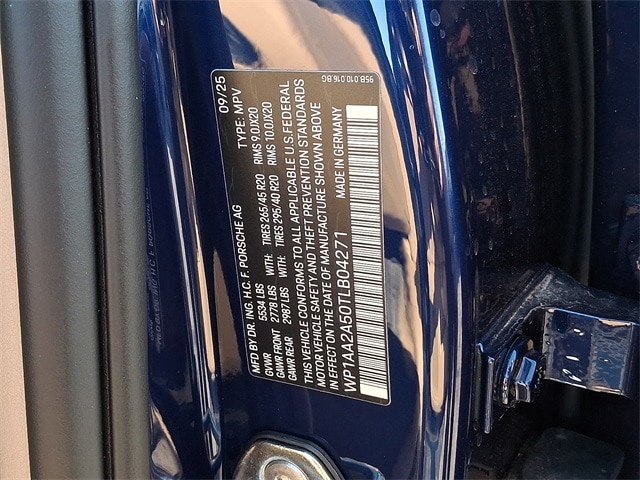 MFD BY DR. ING. H.C. F. PORSCHE AG 09/25
GVWR 5534 LBS TYPE: MPV
GAWR FRONT 2778 LBS WITH: TIRES 265/45 R20 RIMS 9.0JX20
GAWR REAR 2987 LBS WITH: TIRES 295/40 R20 RIMS 10.0JX20
THIS VEHICLE CONFORMS TO ALL APPLICABLE U.S. FEDERAL
MOTOR VEHICLE SAFETY AND THEFT PREVENTION STANDARDS
IN EFFECT ON THE DATE OF MANUFACTURE SHOWN ABOVE
WP1AA2A50TLB04271 MADE IN GERMANY
95B.010.016.BG